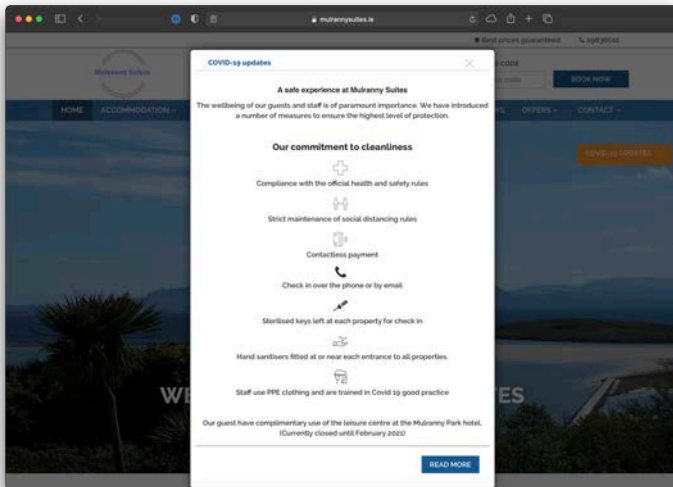 mulrannysuites.ie
Best prices guaranteed
Mulranny Suites
CODE
code
BOOK NOW
HOME
ACCOMMODATION
OFFERS
CONTACT
COVID-19 UPDATES
COVID-19 updates
A safe experience at Mulranny Suites
The wellbeing of our guests and staff is of paramount importance. We have introduced
a number of measures to ensure the highest level of protection.
Our commitment to cleanliness
Compliance with the official health and safety rules
Strict maintenance of social distancing rules
Contactless payment
Check in over the phone or by email
Sterilised keys left at each property for check in
Hand sanitisers fitted at or near each entrance to all properties.
Staff use PPE clothing and are trained in Covid 19 good practice
Our guest have complimentary use of the leisure centre at the Mulranny Park hotel.
(Currently closed until February 2021)
READ MORE